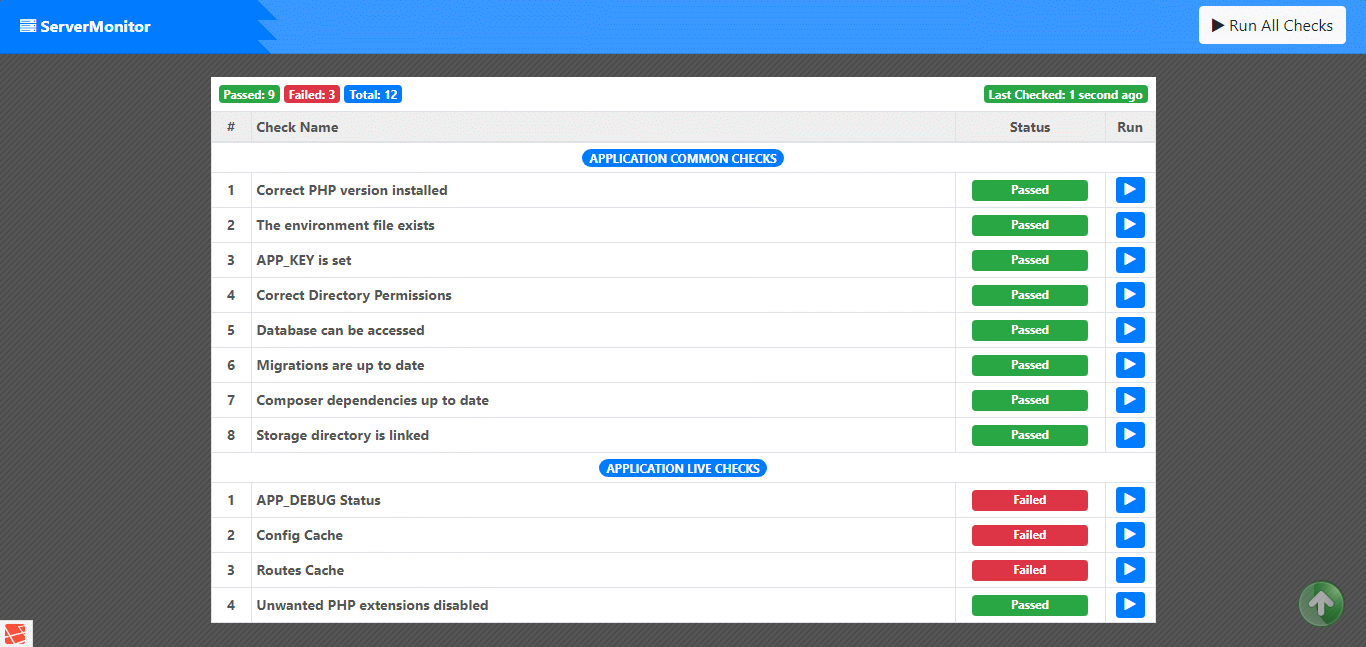 ServerMonitor
Run All Checks
Passed: 9 Failed: 3 Total: 12 Last Checked: 1 second ago
# Check Name Status Run
APPLICATION COMMON CHECKS
1 Correct PHP version installed Passed
2 The environment file exists Passed
3 APP_KEY is set Passed
4 Correct Directory Permissions Passed
5 Database can be accessed Passed
6 Migrations are up to date Passed
7 Composer dependencies up to date Passed
8 Storage directory is linked Passed
APPLICATION LIVE CHECKS
1 APP_DEBUG Status Failed
2 Config Cache Failed
3 Routes Cache Failed
4 Unwanted PHP extensions disabled Passed